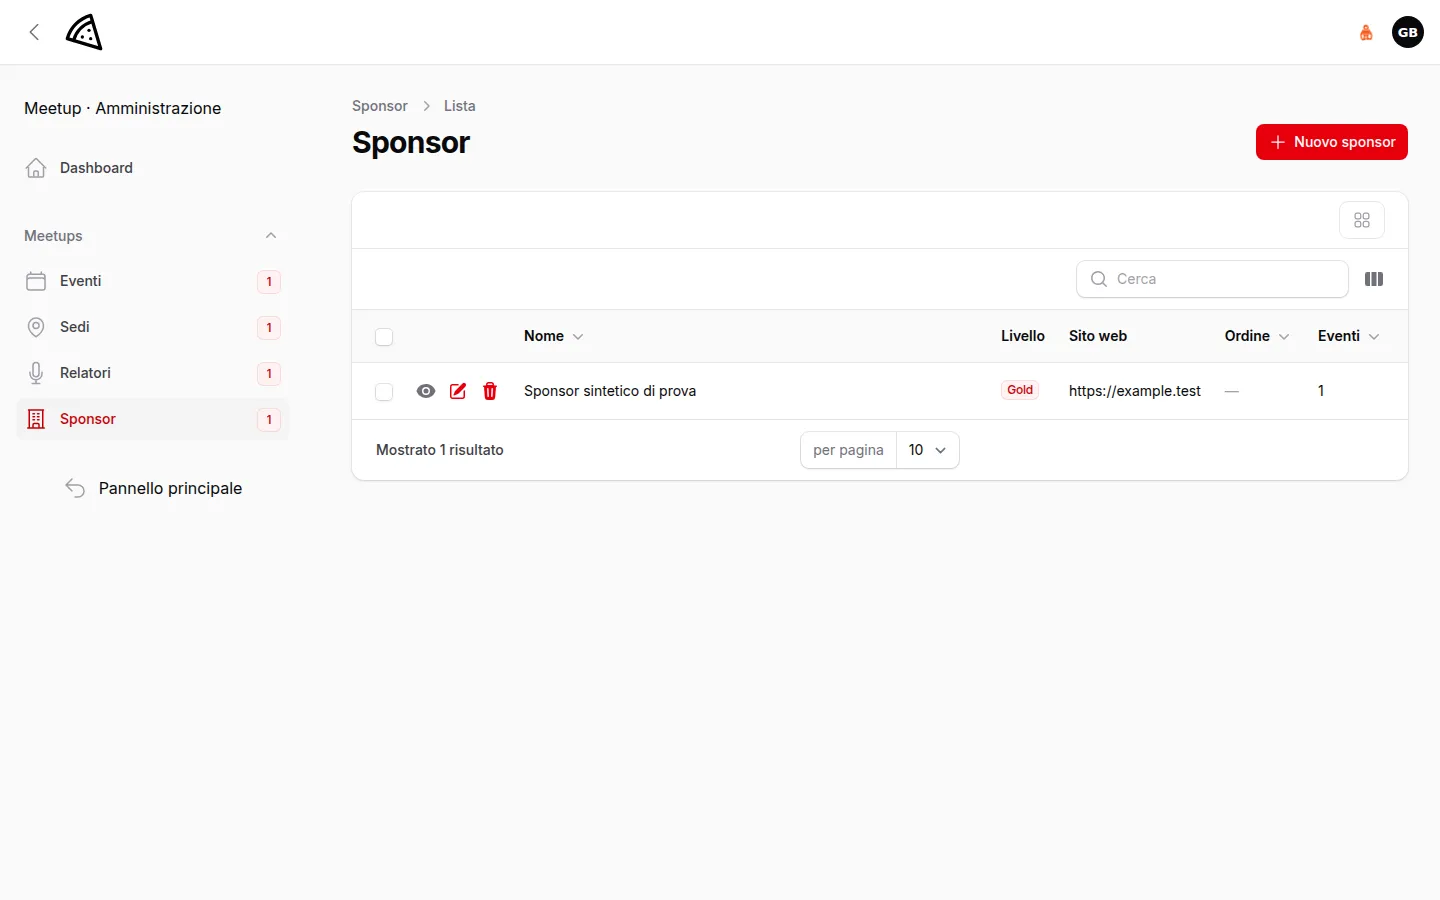 GB
Meetup · Amministrazione
Dashboard
Meetups
Eventi 1
Sedi 1
Relatori 1
Sponsor 1
Pannello principale
Sponsor > Lista
Sponsor
Nuovo sponsor
Cerca
Nome Livello Sito web Ordine Eventi
Sponsor sintetico di prova Gold https://example.test — 1
Mostrato 1 risultato
per pagina 10